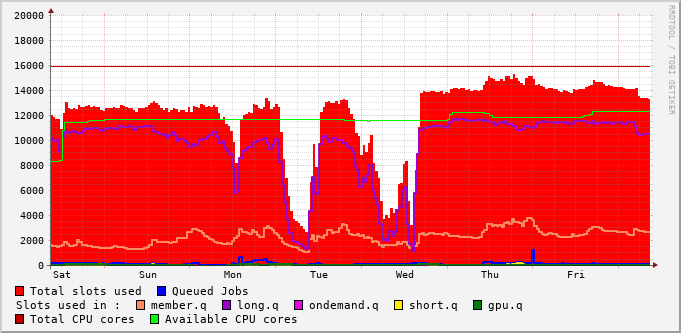 20000
18000
16000
14000
12000
10000
8000
6000
4000
2000
0
Sat Sun Mon Tue Wed Thu Fri
Total slots used Queued Jobs
Slots used in : member.q long.q ondemand.q short.q gpu.q
Total CPU cores Available CPU cores
RRDTOOL / TOBI OETIKER